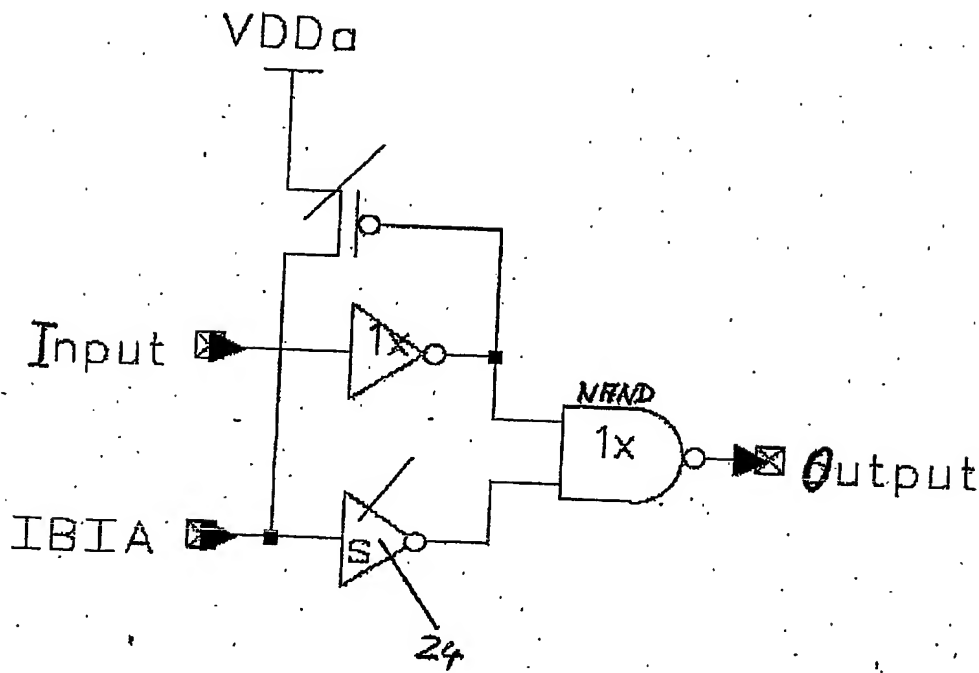 VDDa
Input
1x
NAND
1x
Output
IBIA
S
24